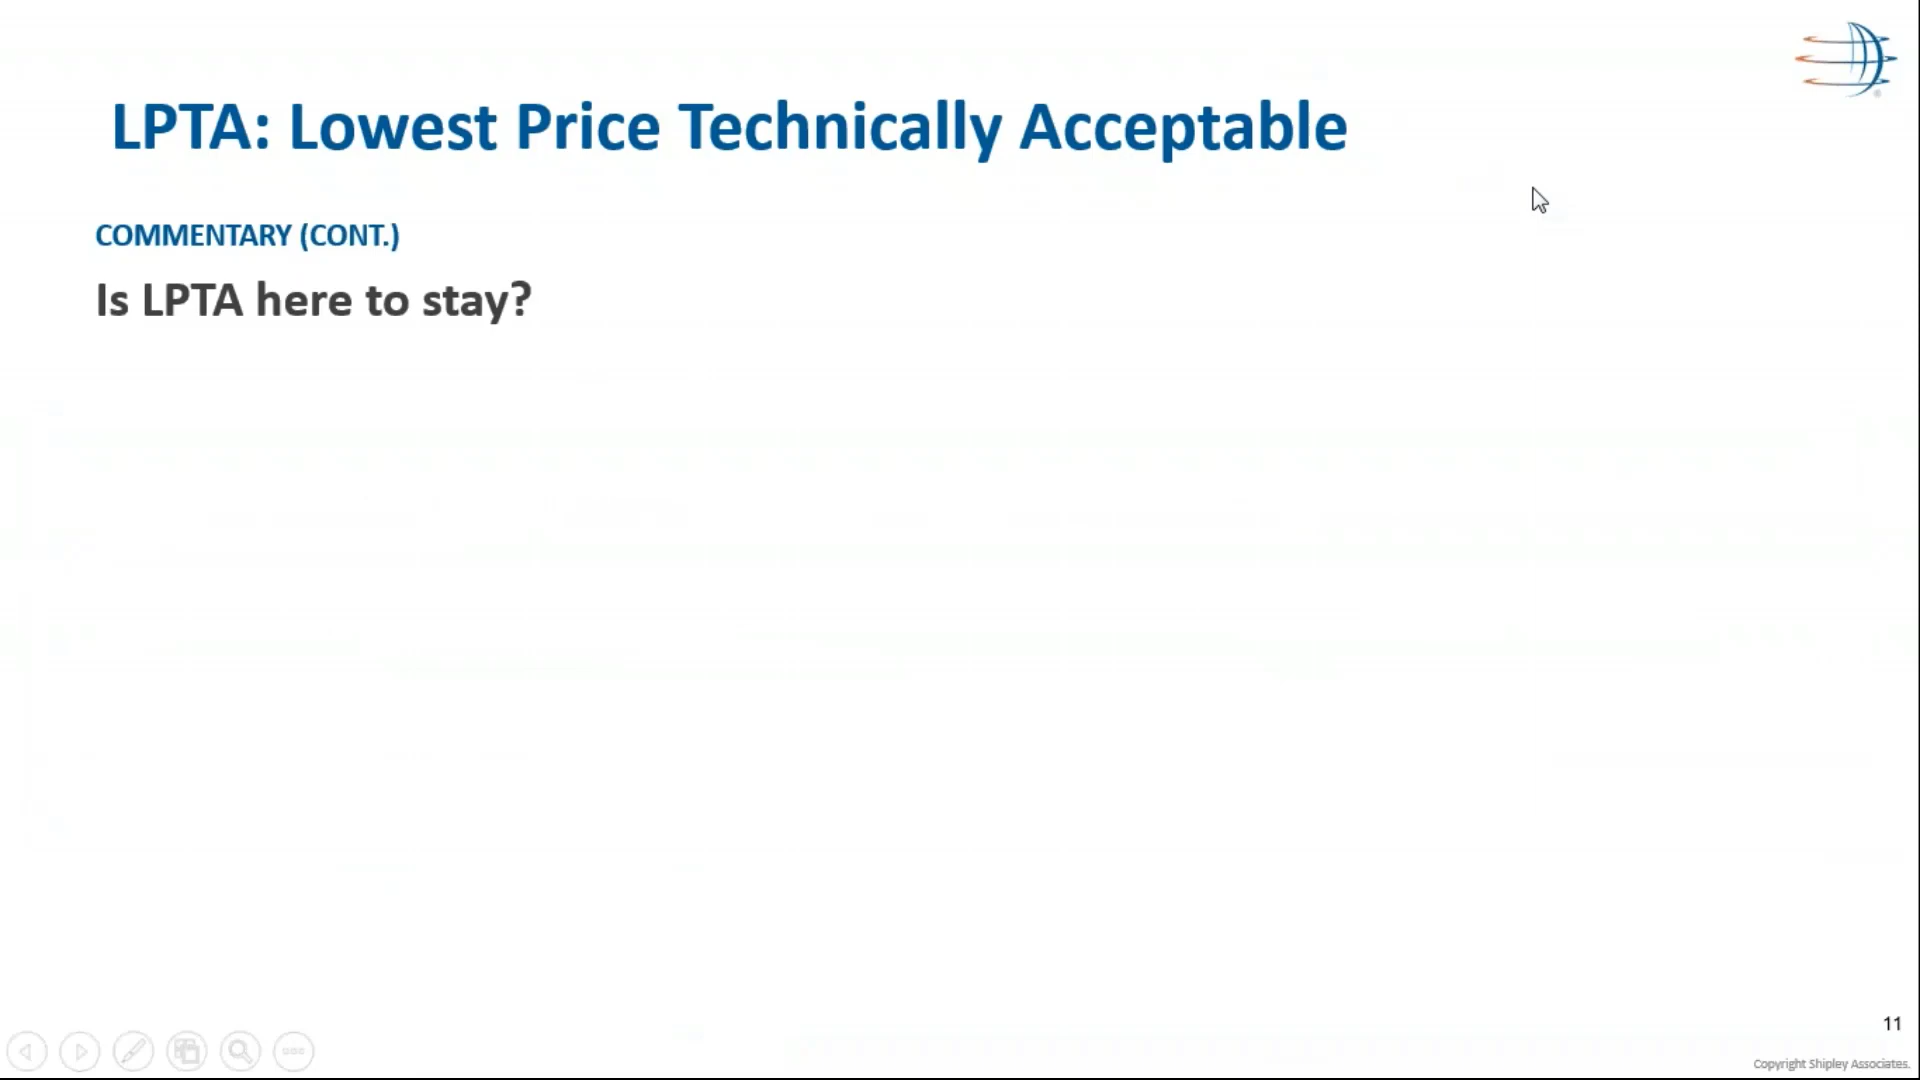 LPTA: Lowest Price Technically Acceptable
COMMENTARY (CONT.)
Is LPTA here to stay?
11
Copyright Shipley Associates.